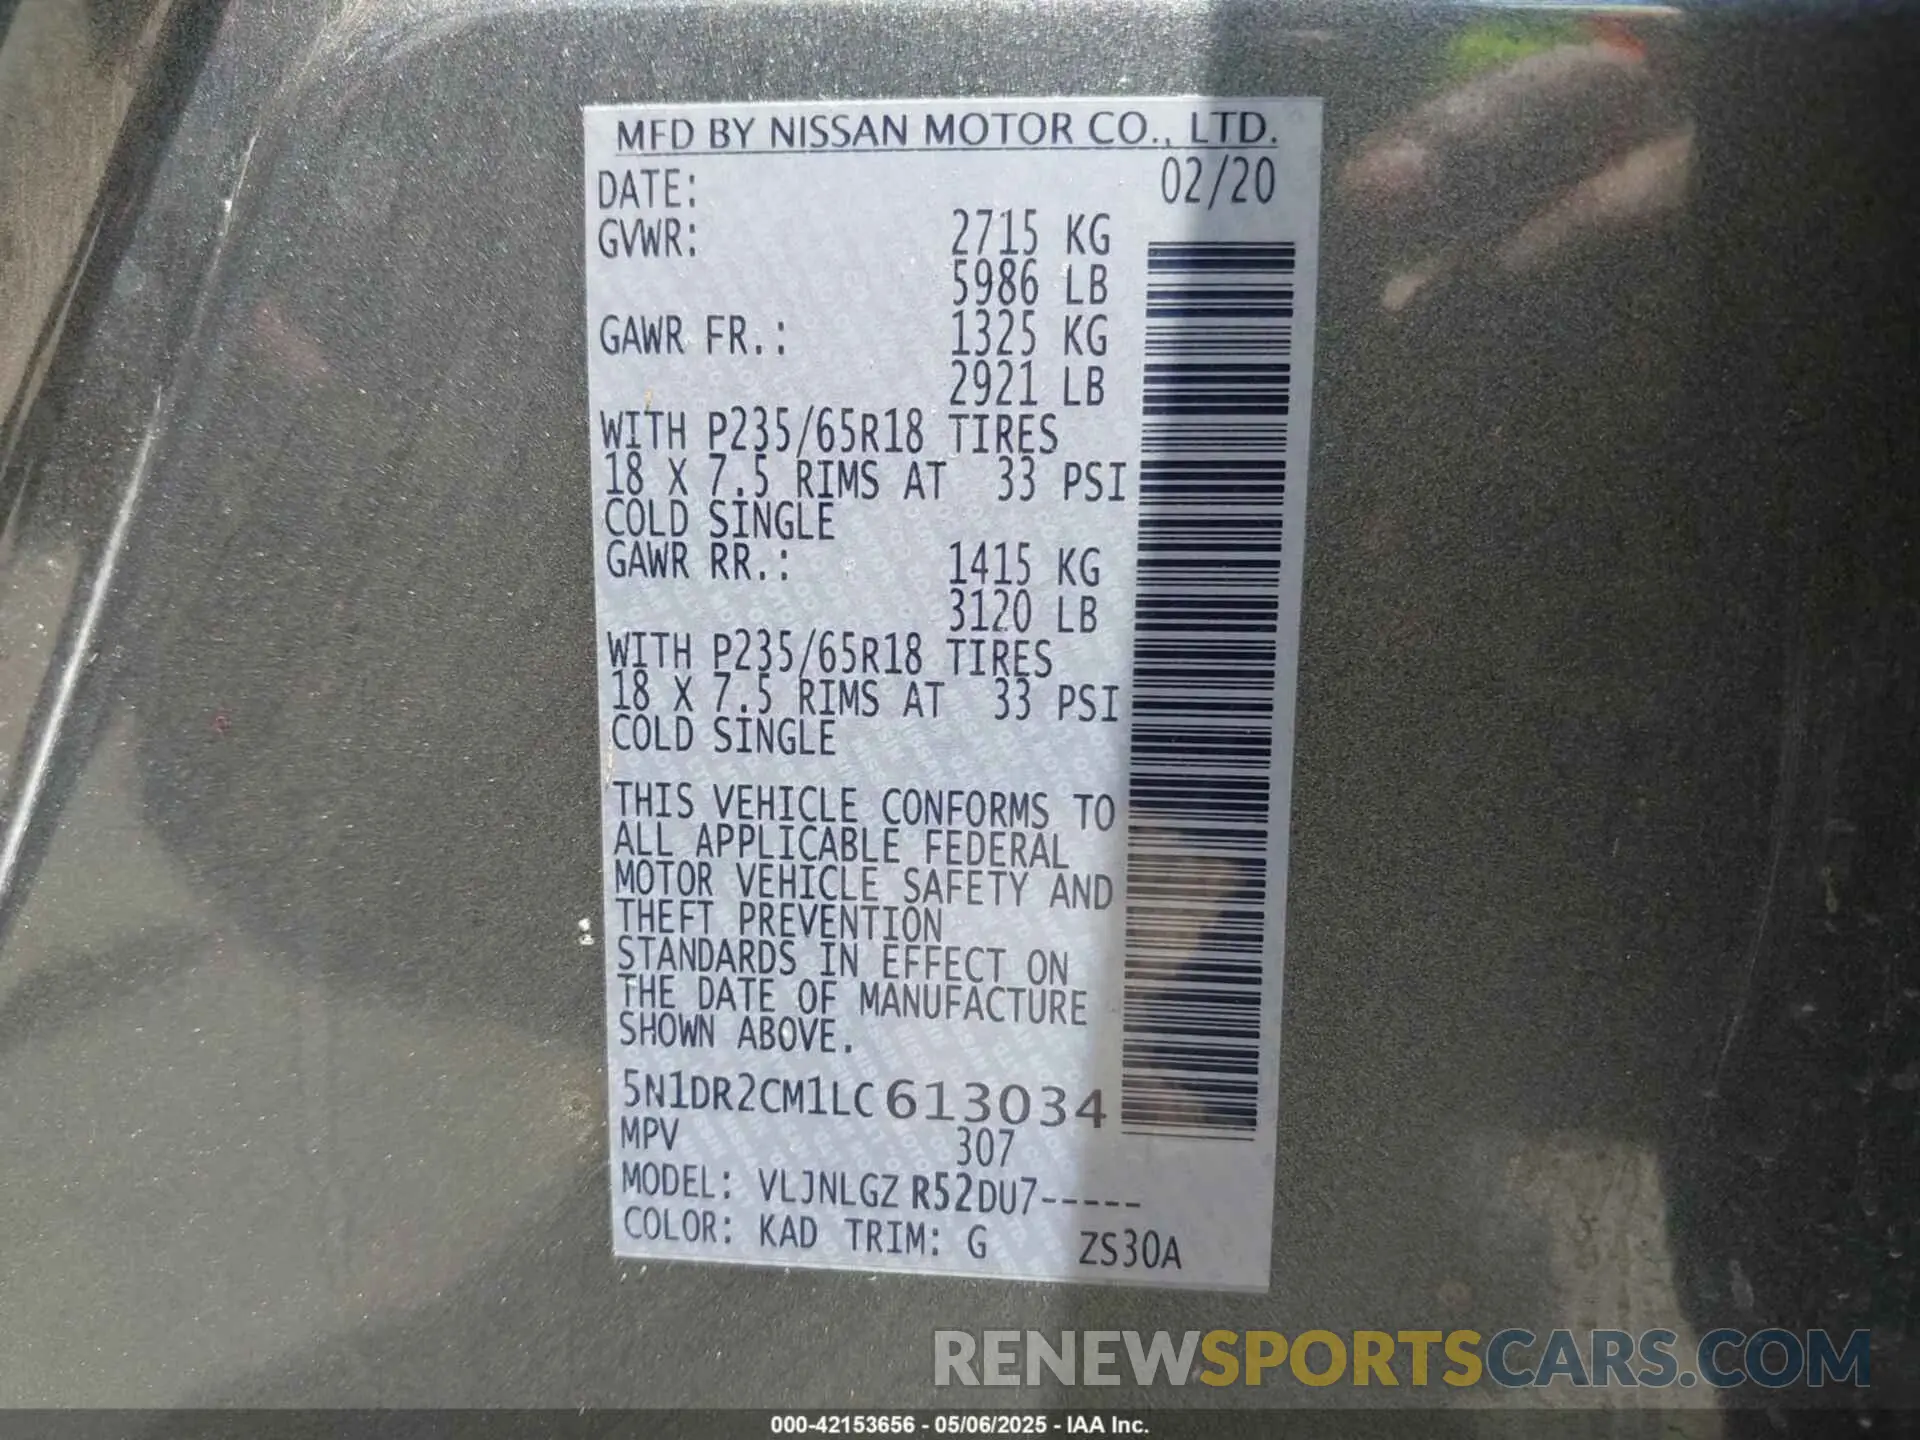 MFD BY NISSAN MOTOR CO., LTD.
DATE: 02/20
GVWR: 2715 KG
5986 LB
GAWR FR.: 1325 KG
2921 LB
WITH P235/65R18 TIRES
18 X 7.5 RIMS AT 33 PSI
COLD SINGLE
GAWR RR.: 1415 KG
3120 LB
WITH P235/65R18 TIRES
18 X 7.5 RIMS AT 33 PSI
COLD SINGLE
THIS VEHICLE CONFORMS TO
ALL APPLICABLE FEDERAL
MOTOR VEHICLE SAFETY AND
THEFT PREVENTION
STANDARDS IN EFFECT ON
THE DATE OF MANUFACTURE
SHOWN ABOVE.
5N1DR2CM1LC613034
MPV 307
MODEL: VLJNLGZ R52DU7-----
COLOR: KAD TRIM: G ZS30A
RENEWSPORTSCARS.COM
000-42153656 - 05/06/2025 - IAA Inc.